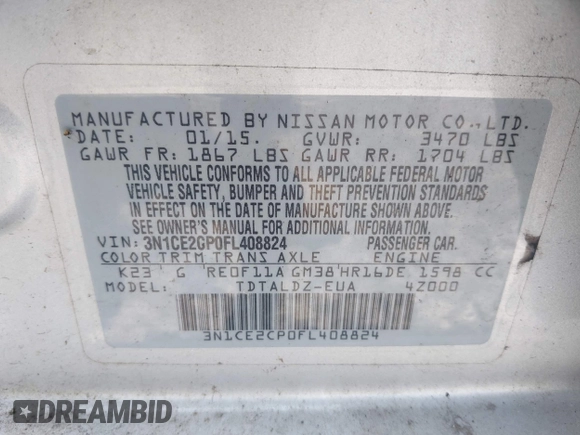 MANUFACTURED BY NISSAN MOTOR CO., LTD.
DATE: 01/15. GVWR: 3470 LBS
GAWR FR: 1867 LBS GAWR RR: 1704 LBS
THIS VEHICLE CONFORMS TO ALL APPLICABLE FEDERAL MOTOR
VEHICLE SAFETY, BUMPER AND THEFT PREVENTION STANDARDS
IN EFFECT ON THE DATE OF MANUFACTURE SHOWN ABOVE.
SEE OWNER'S MANUAL FOR ADDITIONAL INFORMATION.
VIN: 3N1CE2CP0FL408824 PASSENGER CAR.
COLOR TRIM TRANS AXLE ENGINE
K23 G RE0F11A GM38 HR16DE 1598 CC
MODEL: TDTALDZ-EUA 4Z000
3N1CE2CP0FL408824
DREAMBID